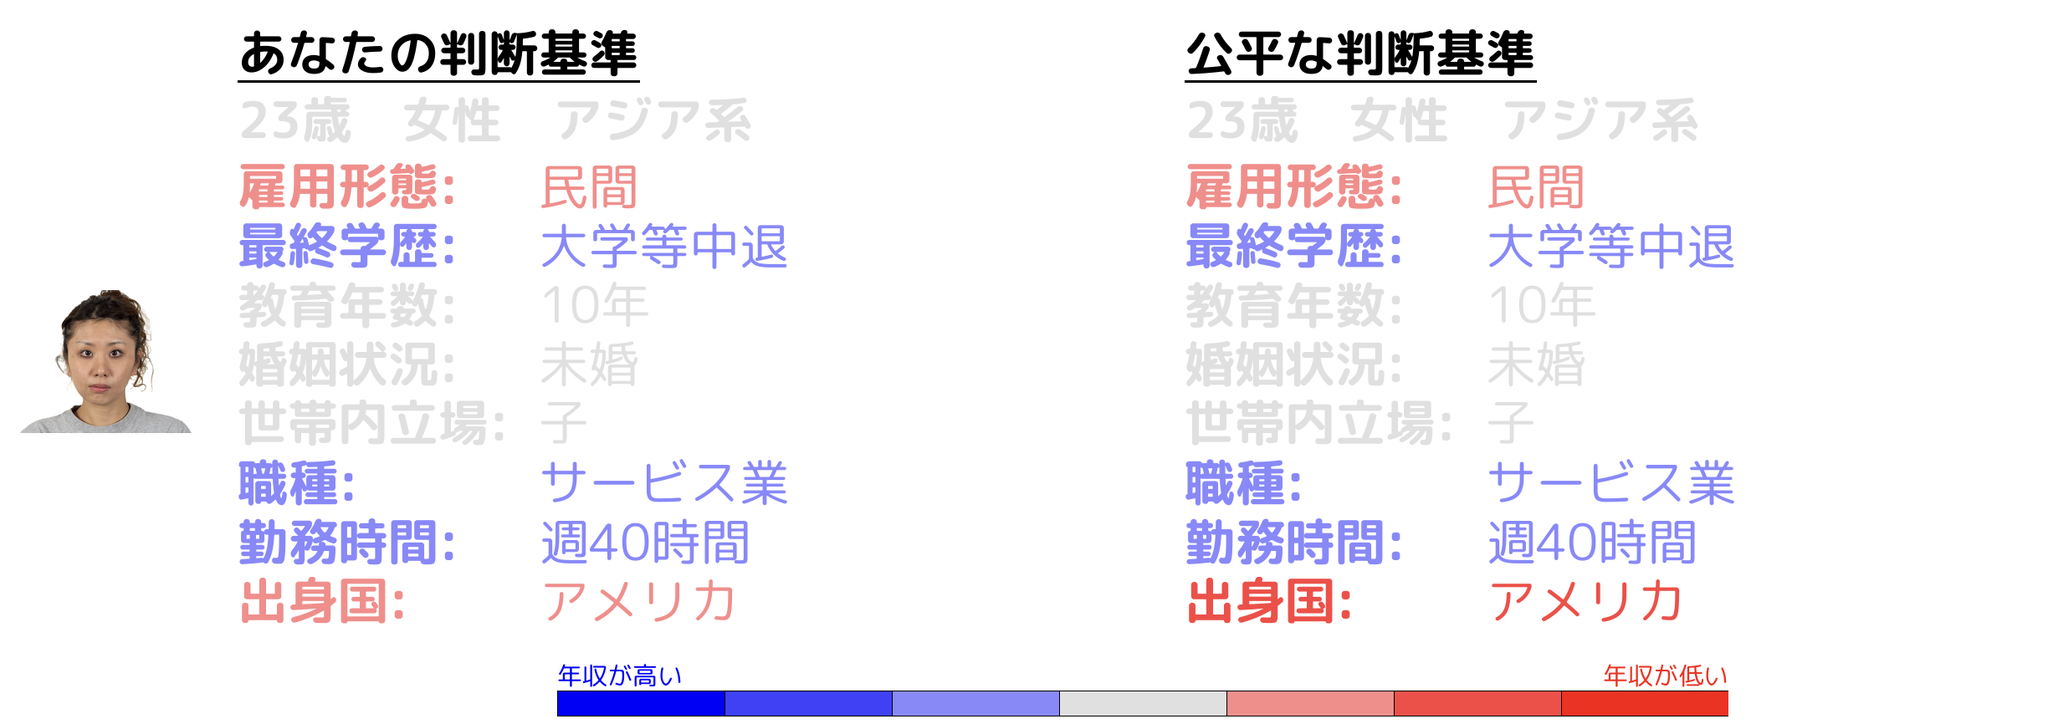 あなたの判断基準
23歳　女性　アジア系
雇用形態: 民間
最終学歴: 大学等中退
教育年数: 10年
婚姻状況: 未婚
世帯内立場: 子
職種: サービス業
勤務時間: 週40時間
出身国: アメリカ
公平な判断基準
23歳　女性　アジア系
雇用形態: 民間
最終学歴: 大学等中退
教育年数: 10年
婚姻状況: 未婚
世帯内立場: 子
職種: サービス業
勤務時間: 週40時間
出身国: アメリカ
年収が高い
年収が低い